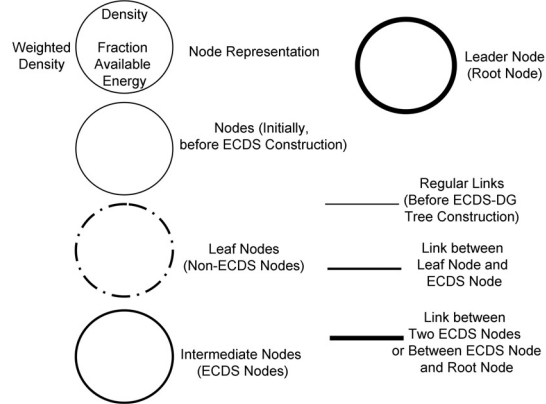 Density
Weighted
Density
Fraction
Available
Energy
Node Representation
Leader Node
(Root Node)
Nodes (Initially,
before ECDS Construction)
Regular Links
(Before ECDS-DG
Tree Construction)
Leaf Nodes
(Non-ECDS Nodes)
Link between
Leaf Node and
ECDS Node
Intermediate Nodes
(ECDS Nodes)
Link between
Two ECDS Nodes
or Between ECDS Node
and Root Node